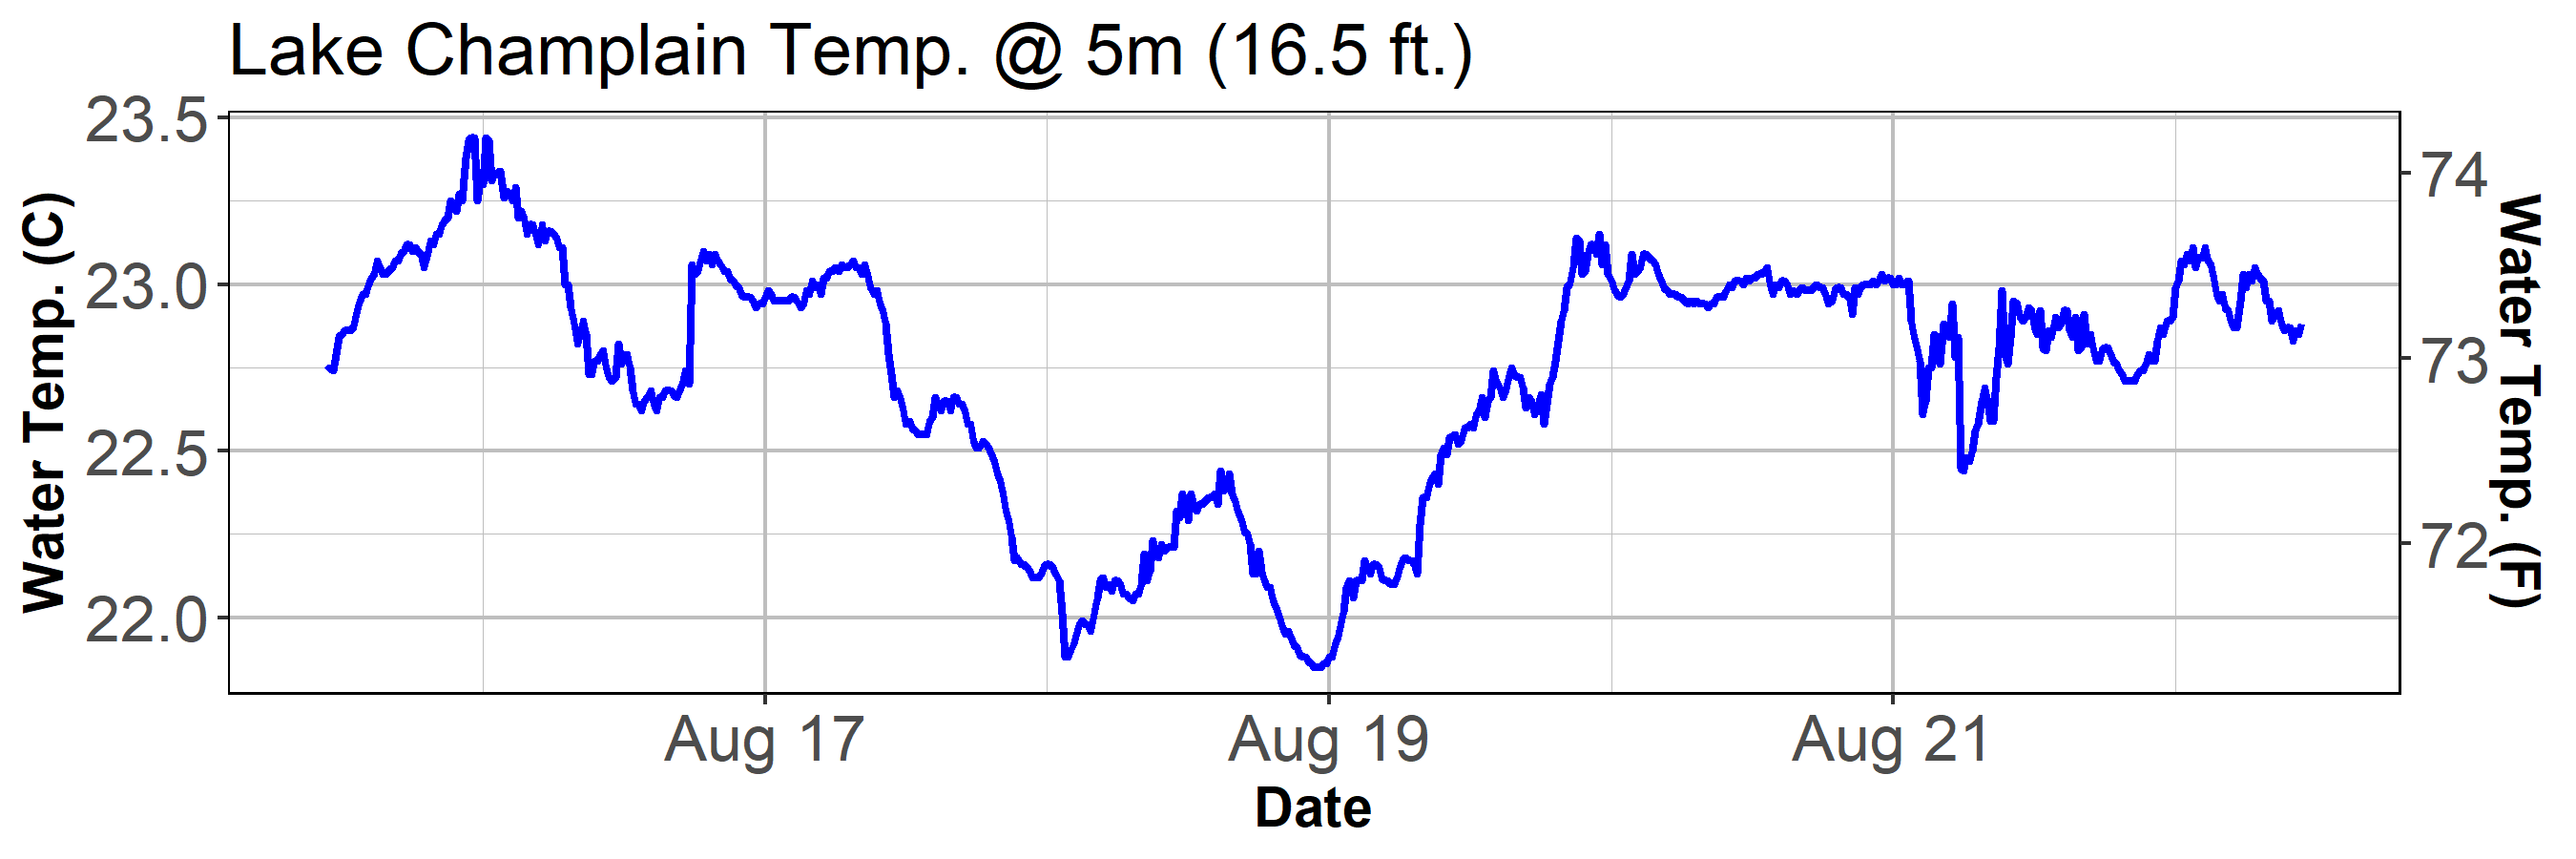 Lake Champlain Temp. @ 5m (16.5 ft.)
Water Temp. (C)
23.5
23.0
22.5
22.0
74
73
72
Water Temp. (F)
Aug 17
Aug 19
Aug 21
Date